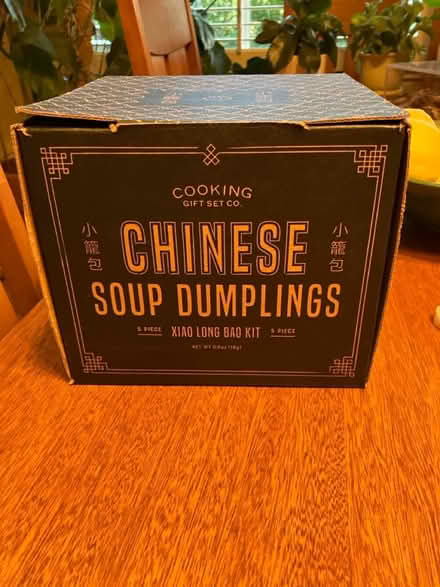 COOKING
GIFT SET CO.
小籠包
CHINESE
小籠包
SOUP DUMPLINGS
5 PIECE XIAO LONG BAO KIT 5 PIECE